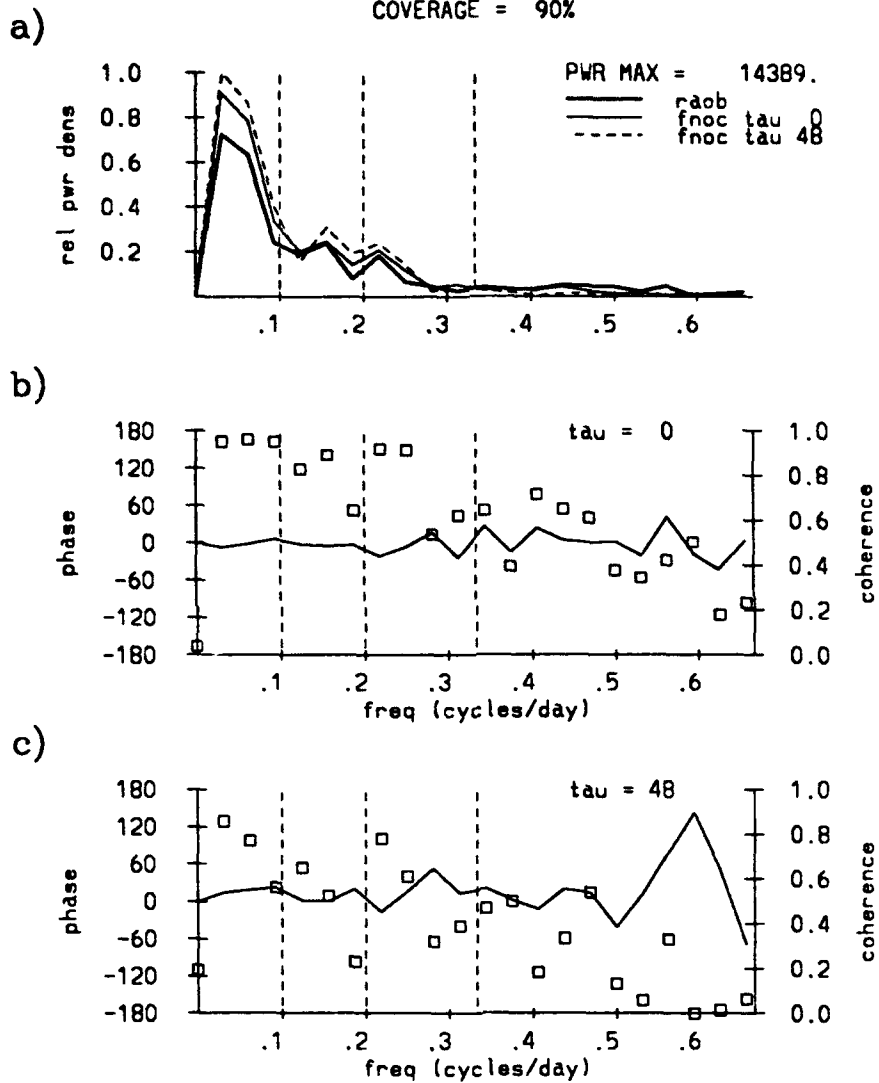 COVERAGE = 90%
a)
PWR MAX = 14389.
raob
fnoc tau 0
fnoc tau 48
rel pwr dens
1.0
0.8
0.6
0.4
0.2
.1 .2 .3 .4 .5 .6
b)
tau = 0
phase
180
120
60
0
-60
-120
-180
1.0
0.8
0.6
0.4
0.2
0.0
coherence
.1 .2 .3 .4 .5 .6
freq (cycles/day)
c)
tau = 48
phase
180
120
60
0
-60
-120
-180
1.0
0.8
0.6
0.4
0.2
0.0
coherence
.1 .2 .3 .4 .5 .6
freq (cycles/day)